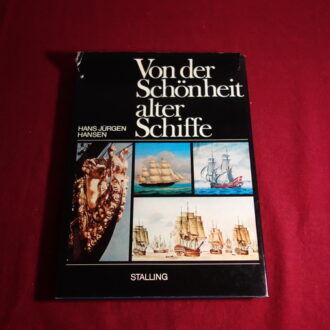 Von der
Schönheit
alter
Schiffe
HANS JÜRGEN
HANSEN
STALLING